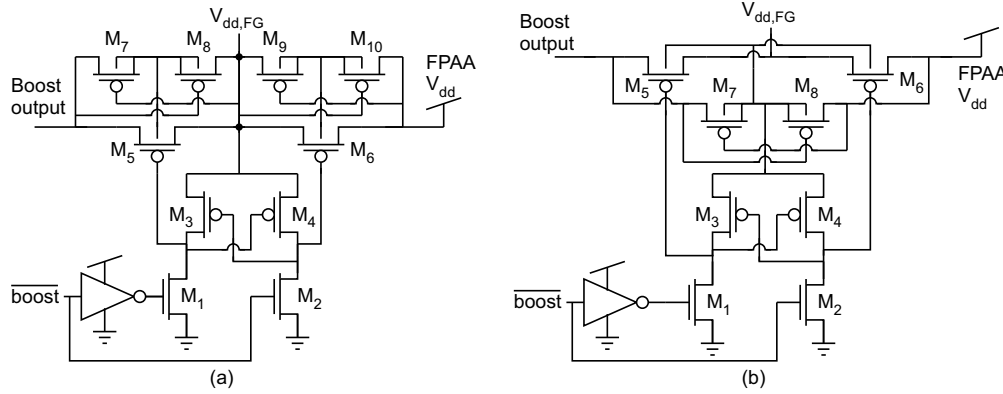 V_dd,FG
M_7 M_8 M_9 M_10
FPAA
V_dd
Boost
output
M_5 M_6
M_3 M_4
boost
M_1 M_2
(a)
V_dd,FG
Boost
output
M_5 M_6
M_7 M_8
FPAA
V_dd
M_3 M_4
boost
M_1 M_2
(b)